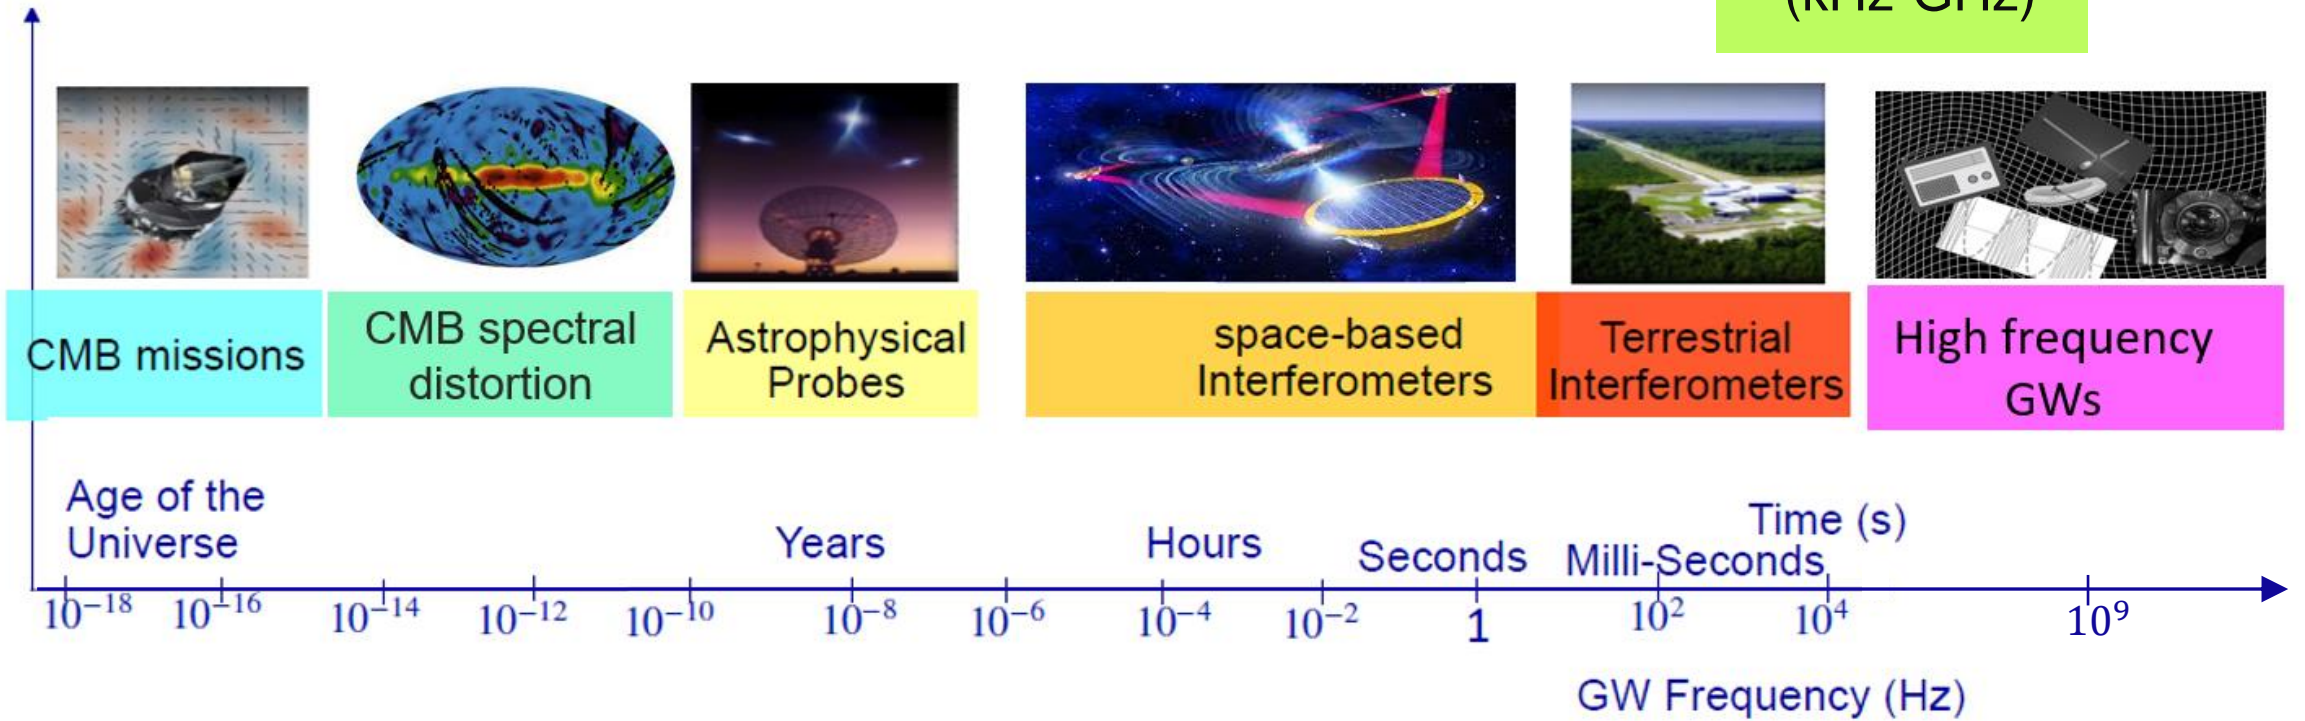 (kHz-GHz)
CMB missions
CMB spectral
distortion
Astrophysical
Probes
space-based
Interferometers
Terrestrial
Interferometers
High frequency
GWs
Age of the
Universe
Years
Hours
Seconds
Milli-Seconds
Time (s)
10⁻¹⁸ 10⁻¹⁶ 10⁻¹⁴ 10⁻¹² 10⁻¹⁰ 10⁻⁸ 10⁻⁶ 10⁻⁴ 10⁻² 1 10² 10⁴ 10⁹
GW Frequency (Hz)